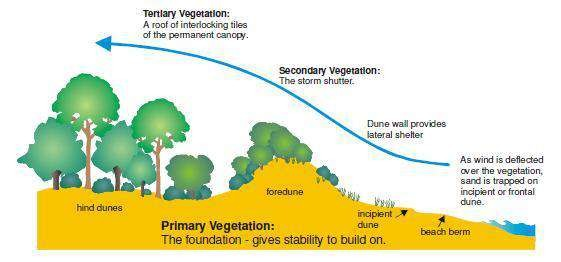 Tertiary Vegetation:
A roof of interlocking tiles
of the permanent canopy.
Secondary Vegetation:
The storm shutter.
Dune wall provides
lateral shelter
As wind is deflected
over the vegetation,
sand is trapped on
incipient or frontal
dune.
hind dunes
foredune
incipient
dune
beach berm
Primary Vegetation:
The foundation - gives stability to build on.